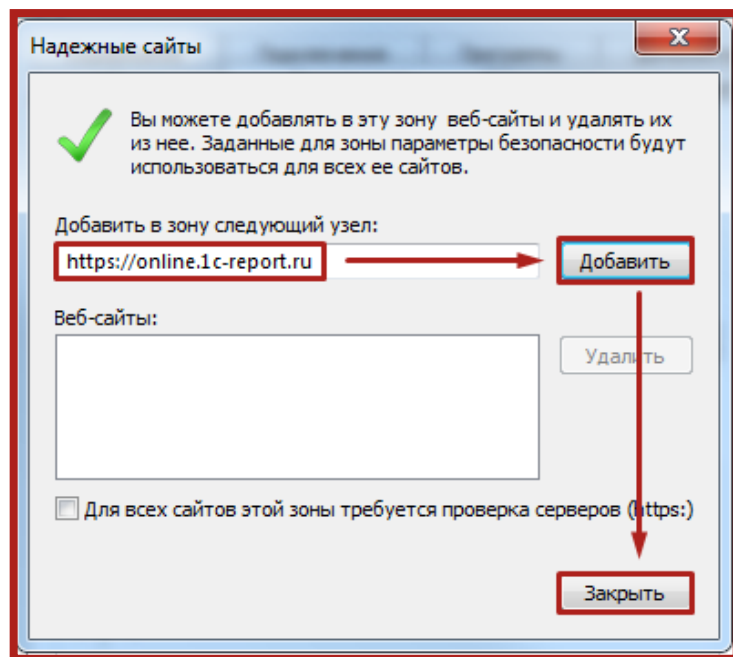 Надежные сайты
Вы можете добавлять в эту зону веб-сайты и удалять их
из нее. Заданные для зоны параметры безопасности будут
использоваться для всех ее сайтов.
Добавить в зону следующий узел:
https://online.1c-report.ru
Добавить
Веб-сайты:
Удалить
Для всех сайтов этой зоны требуется проверка серверов (https:)
Закрыть